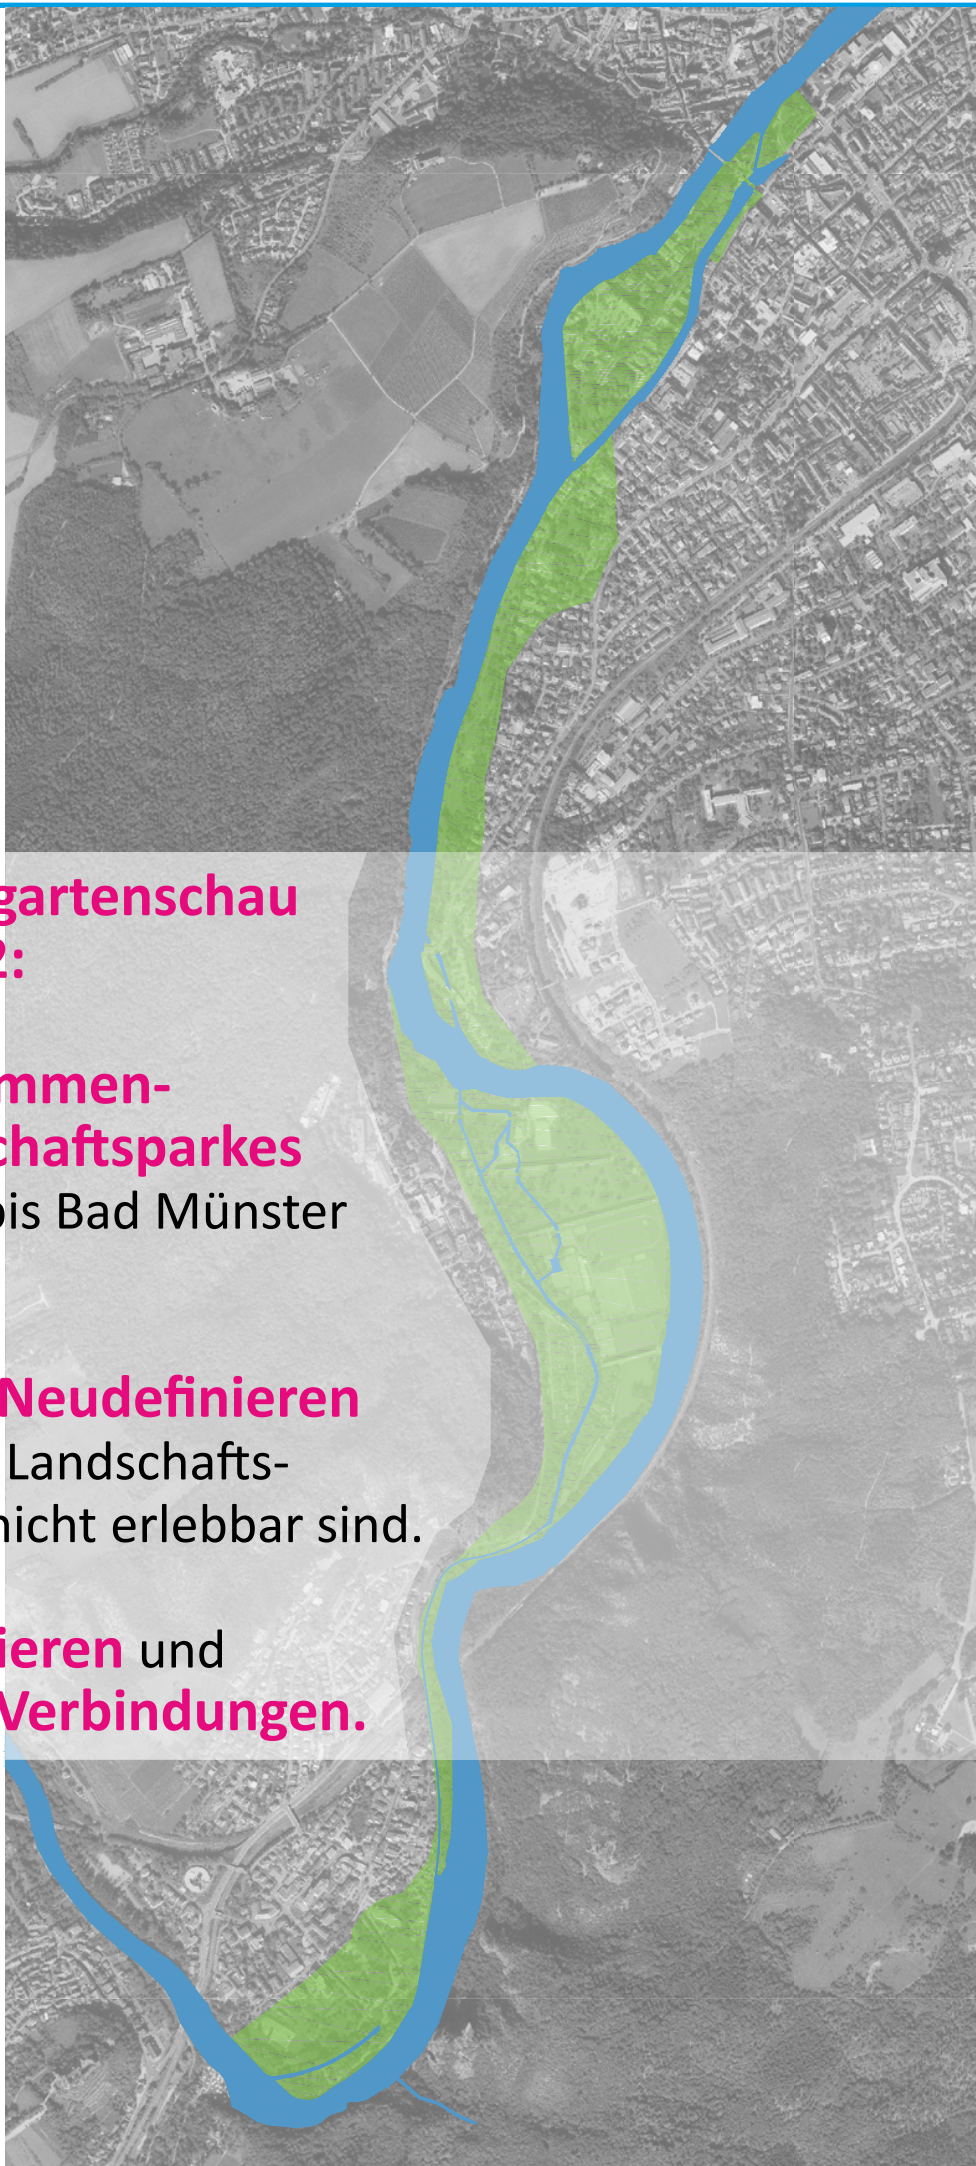 gartenschau
2:
mmen-
chaftsparkes
bis Bad Münster
Neudefinieren
Landschafts-
nicht erlebbar sind.
ieren und
Verbindungen.